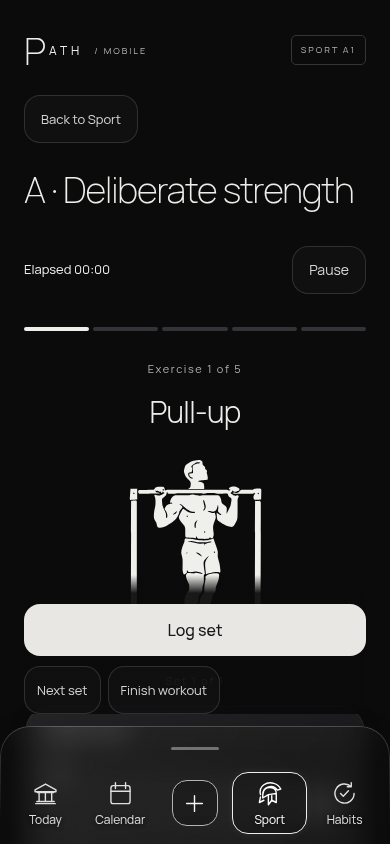 PATH / MOBILE
SPORT A1
Back to Sport
A · Deliberate strength
Elapsed 00:00
Pause
Exercise 1 of 5
Pull-up
Log set
Next set
Finish workout
Today
Calendar
Sport
Habits